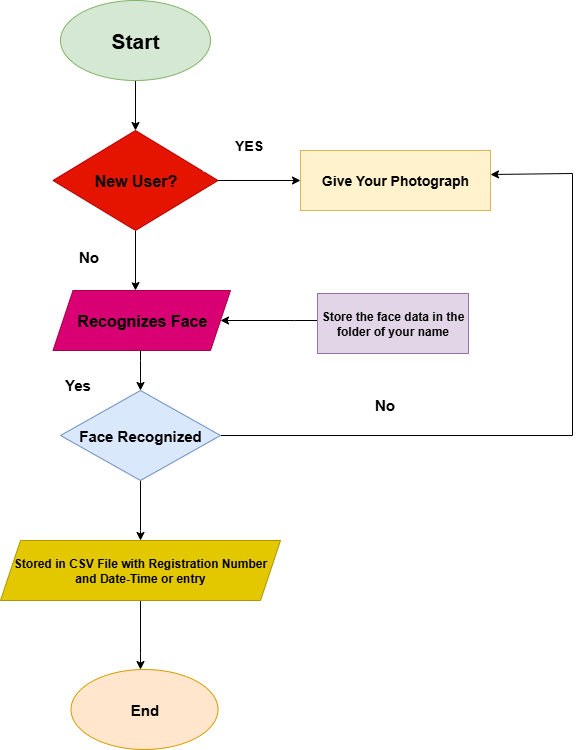 Start
YES
New User?
Give Your Photograph
No
Recognizes Face
Store the face data in the
folder of your name
Yes
No
Face Recognized
Stored in CSV File with Registration Number
and Date-Time or entry
End